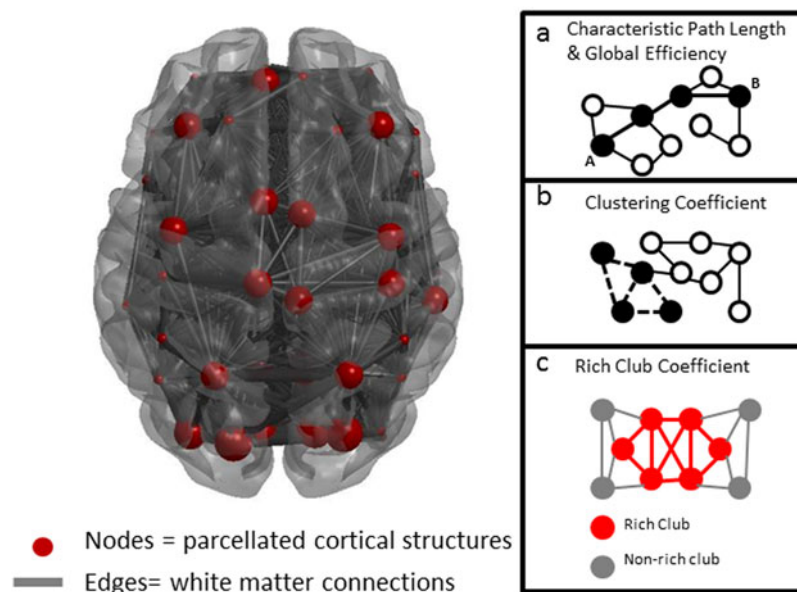 Nodes = parcellated cortical structures
Edges= white matter connections
a
Characteristic Path Length
& Global Efficiency
B
A
b
Clustering Coefficient
c
Rich Club Coefficient
Rich Club
Non-rich club